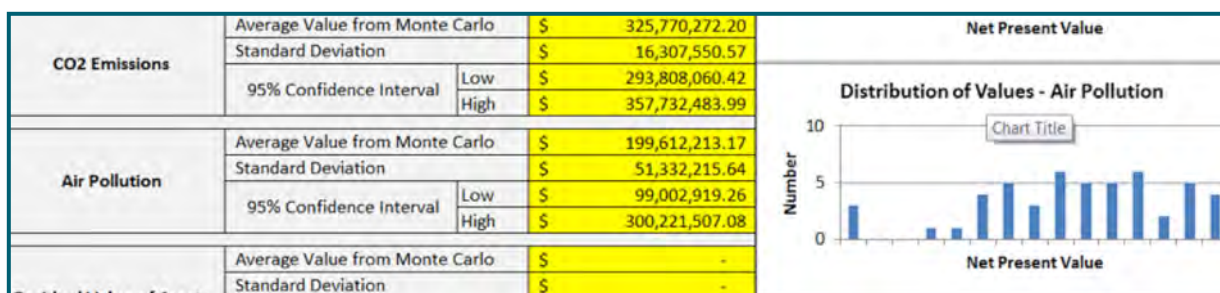 Average Value from Monte Carlo $ 325,770,272.20
Standard Deviation $ 16,307,550.57
CO2 Emissions
95% Confidence Interval Low $ 293,808,060.42
High $ 357,732,483.99
Average Value from Monte Carlo $ 199,612,213.17
Standard Deviation $ 51,332,215.64
Air Pollution
95% Confidence Interval Low $ 99,002,919.26
High $ 300,221,507.08
Average Value from Monte Carlo $ -
Standard Deviation $ -
Net Present Value
Distribution of Values - Air Pollution
Chart Title
10
5
0
Number
Net Present Value